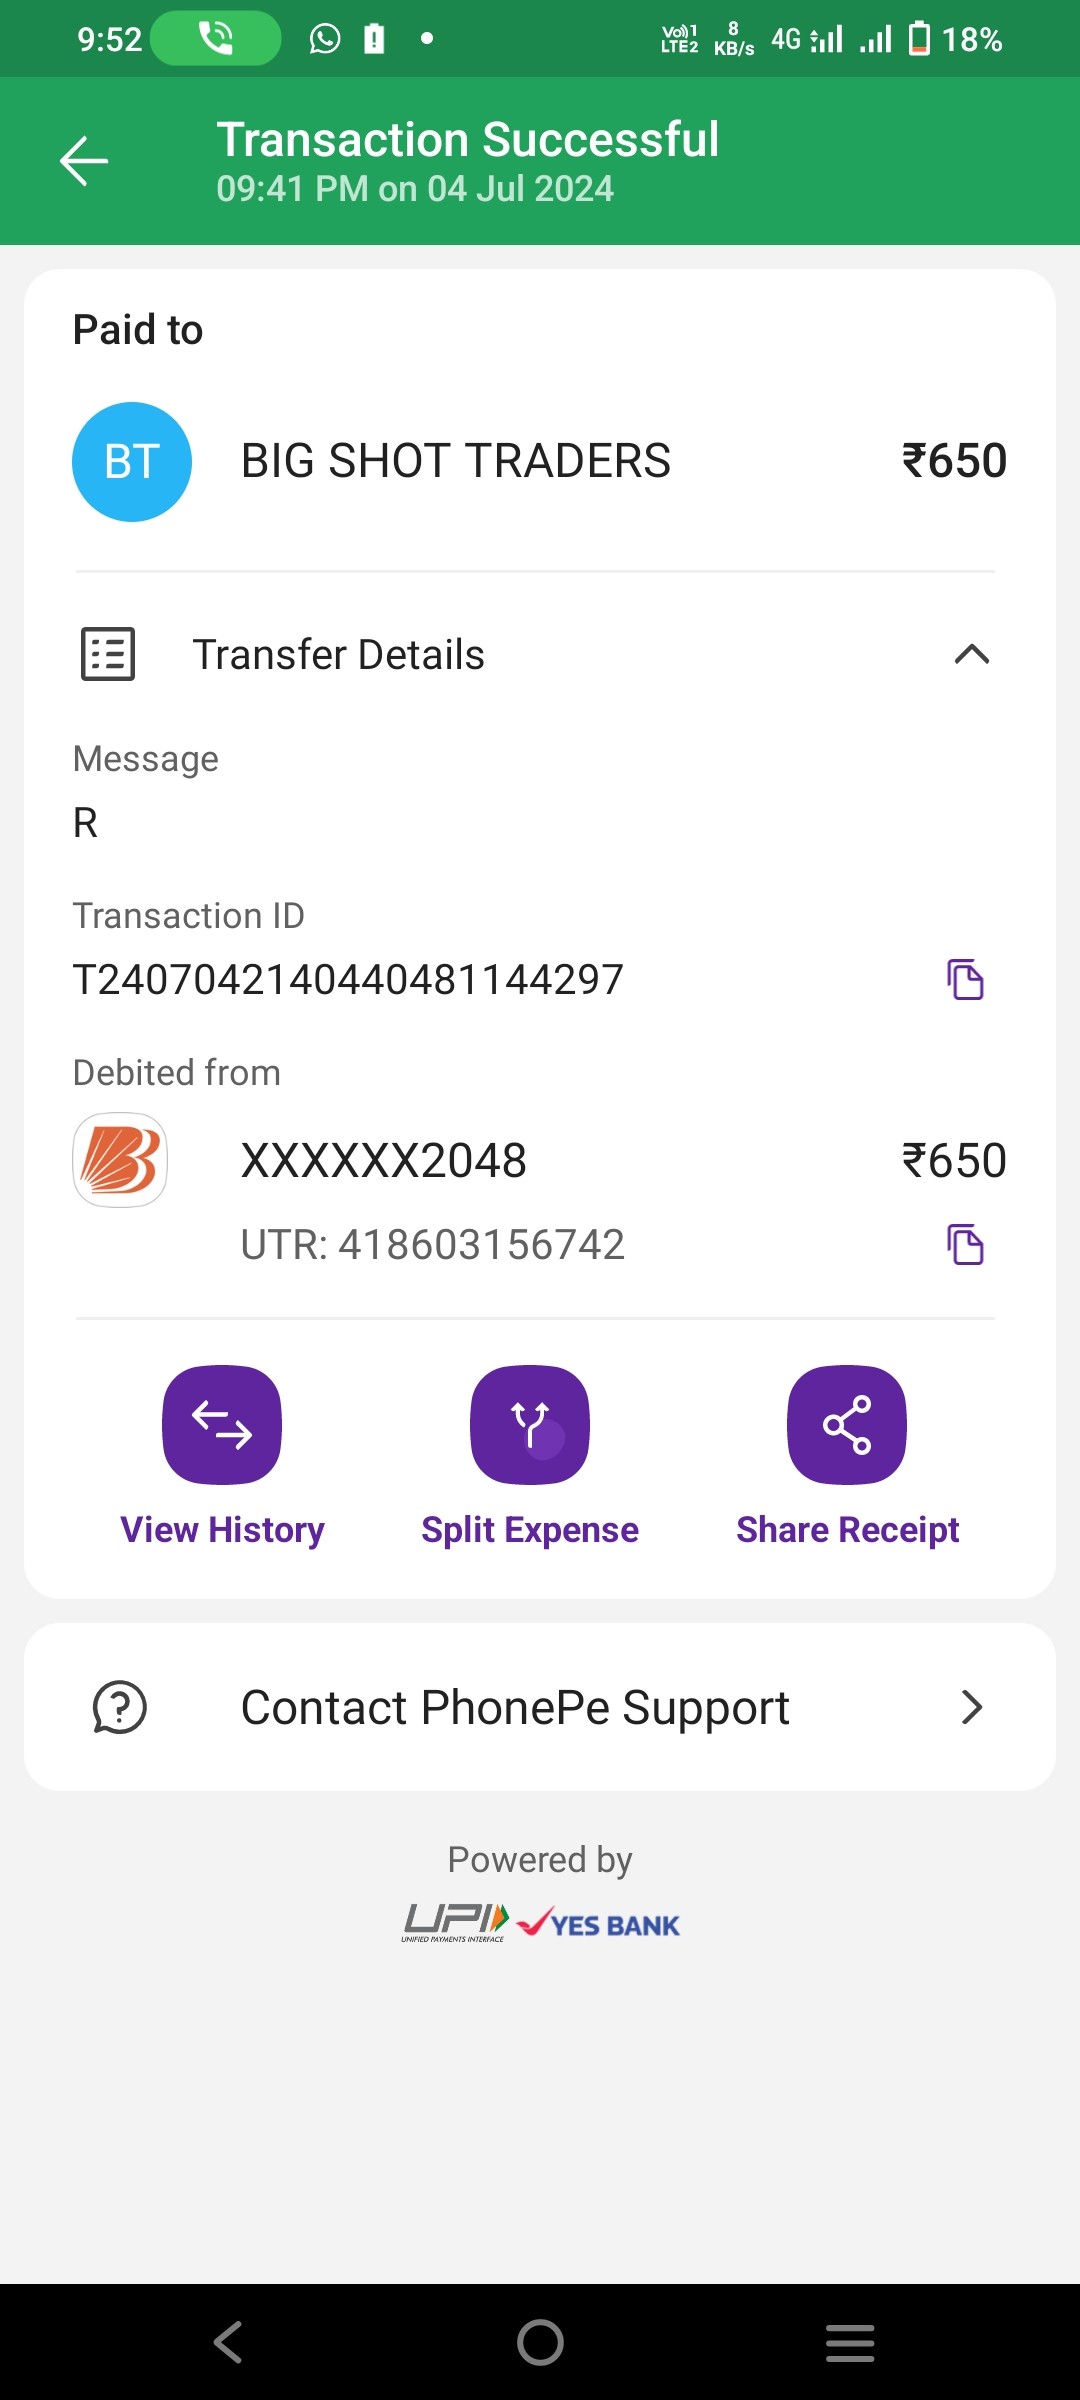 9:52
Vo)) 1
LTE2
8
KB/s
4G
18%
Transaction Successful
09:41 PM on 04 Jul 2024
Paid to
BT
BIG SHOT TRADERS
₹650
Transfer Details
Message
R
Transaction ID
T2407042140440481144297
Debited from
XXXXXX2048
₹650
UTR: 418603156742
View History
Split Expense
Share Receipt
Contact PhonePe Support
Powered by
UPI
UNIFIED PAYMENTS INTERFACE
YES BANK